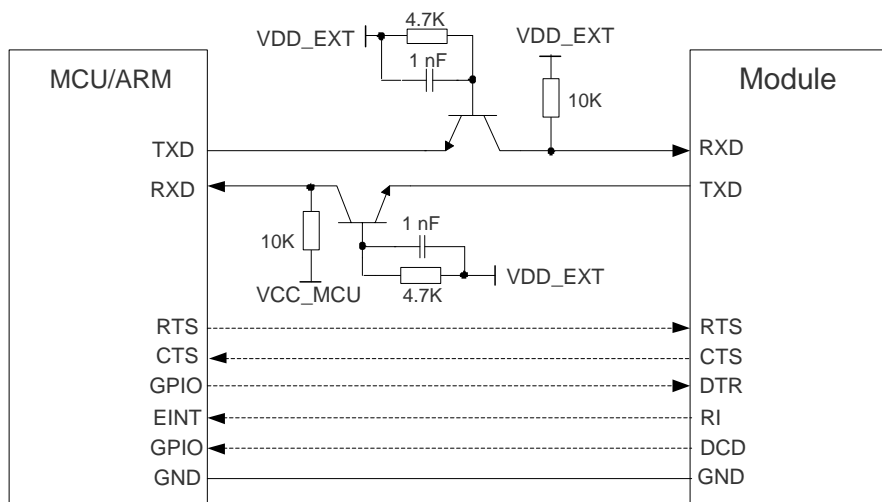 4.7K
VDD_EXT
1 nF
VDD_EXT
MCU/ARM
Module
10K
TXD
RXD
RXD
TXD
1 nF
10K
VDD_EXT
VCC_MCU
4.7K
RTS
RTS
CTS
CTS
GPIO
DTR
EINT
RI
GPIO
DCD
GND
GND